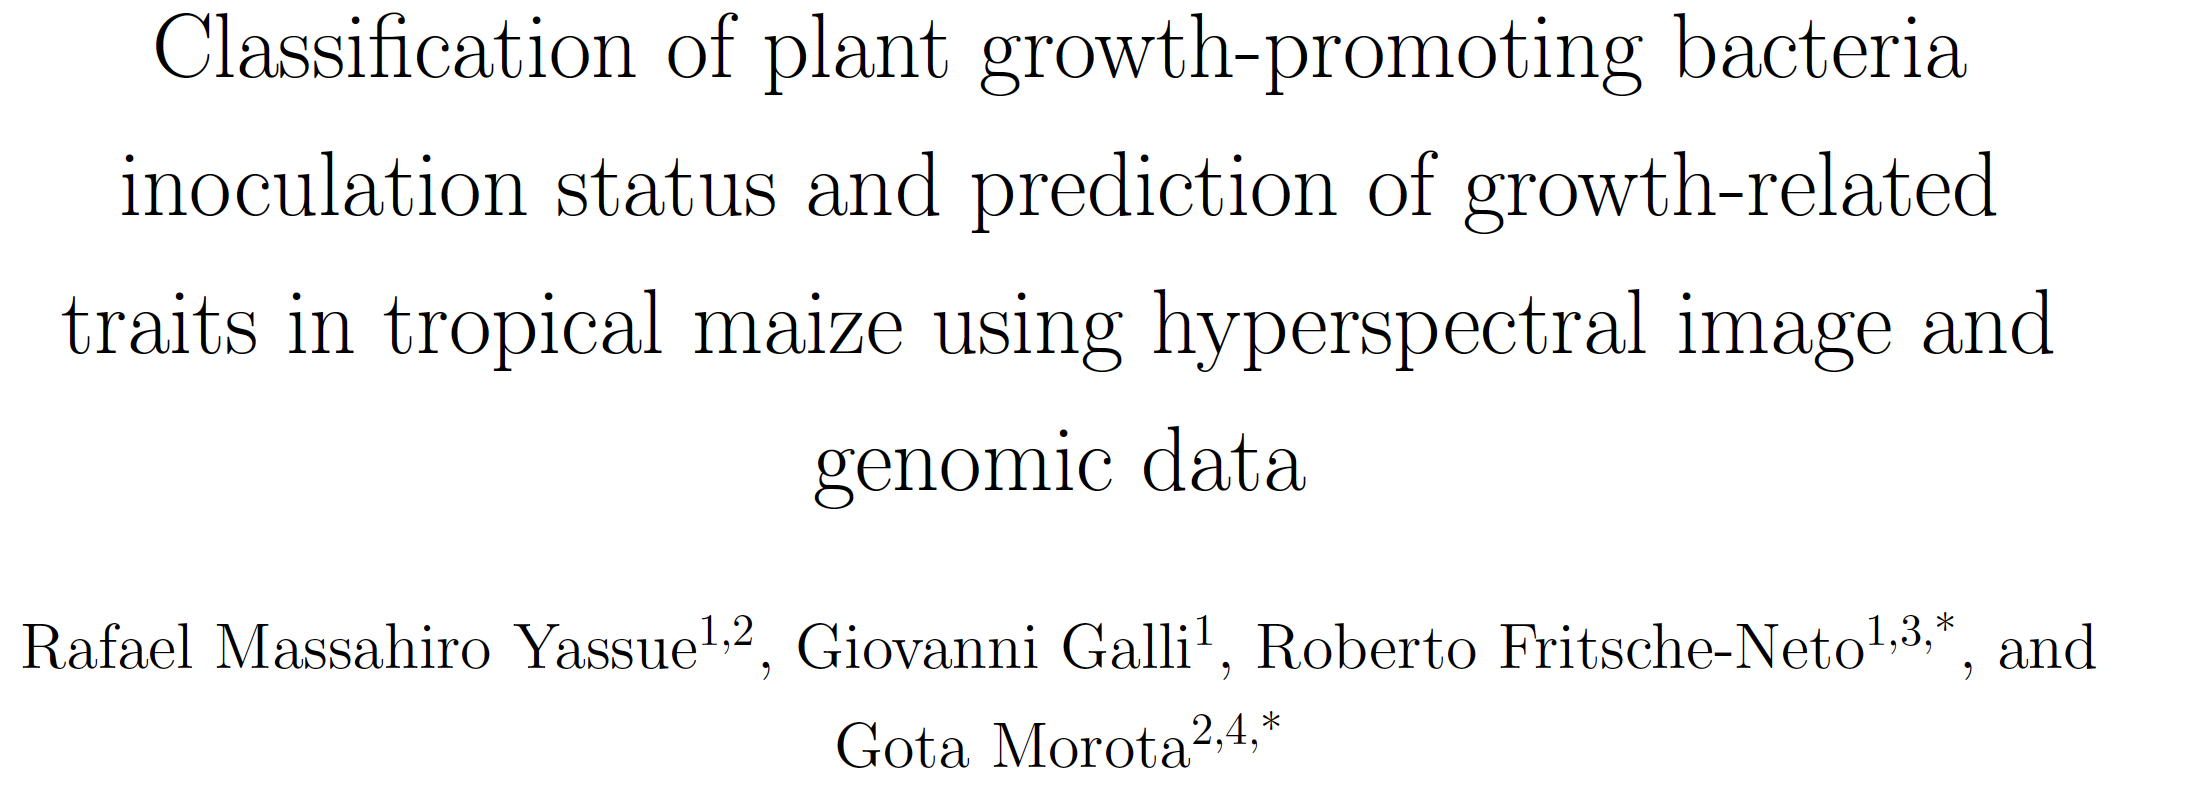 Classification of plant growth-promoting bacteria
inoculation status and prediction of growth-related
traits in tropical maize using hyperspectral image and
genomic data
Rafael Massahiro Yassue1,2, Giovanni Galli1, Roberto Fritsche-Neto1,3,*, and
Gota Morota2,4,*